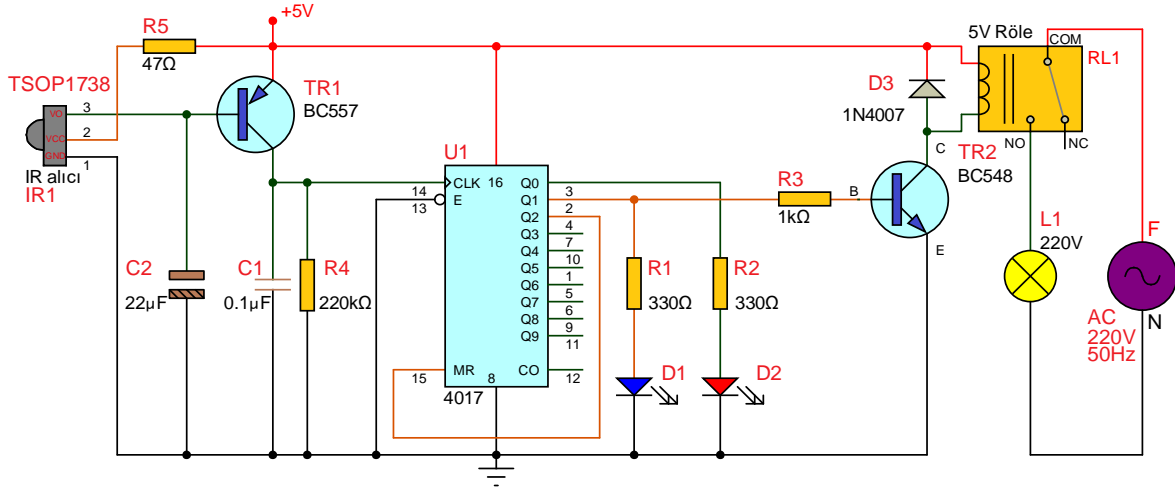 +5V
R5
47Ω
TSOP1738
3
VO
2
VCC
GND
1
IR alıcı
IR1
TR1
BC557
C2
22µF
C1
0.1µF
R4
220kΩ
U1
14
CLK
16
13
E
Q0
3
Q1
2
Q2
4
Q3
7
Q4
10
Q5
1
Q6
5
Q7
6
Q8
9
Q9
11
15
MR
8
CO
12
4017
R1
330Ω
R2
330Ω
D1
D2
R3
1kΩ
B
C
E
TR2
BC548
D3
1N4007
5V Röle
COM
RL1
NO
NC
L1
220V
F
N
AC
220V
50Hz